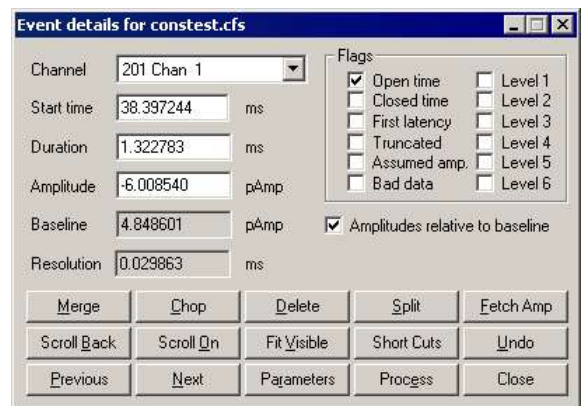 Event details for constest.cfs
Channel 201 Chan 1
Start time 38.397244 ms
Duration 1.322783 ms
Amplitude -6.008540 pAmp
Baseline 4.848601 pAmp
Resolution 0.029863 ms
Flags
Open time Level 1
Closed time Level 2
First latency Level 3
Truncated Level 4
Assumed amp. Level 5
Bad data Level 6
Amplitudes relative to baseline
Merge Chop Delete Split Fetch Amp
Scroll Back Scroll On Fit Visible Short Cuts Undo
Previous Next Parameters Process Close